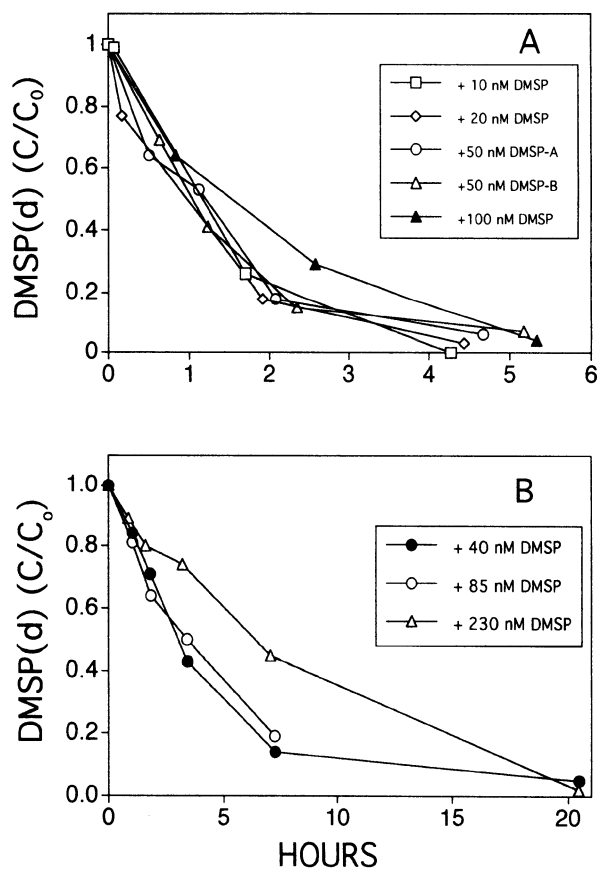 A
DMSP(d) (C/C₀)
1
0.8
0.6
0.4
0.2
0
0 1 2 3 4 5 6
+ 10 nM DMSP
+ 20 nM DMSP
+50 nM DMSP-A
+50 nM DMSP-B
+100 nM DMSP
B
DMSP(d) (C/Cₒ)
1.0
0.8
0.6
0.4
0.2
0.0
0 5 10 15 20
+ 40 nM DMSP
+ 85 nM DMSP
+ 230 nM DMSP
HOURS